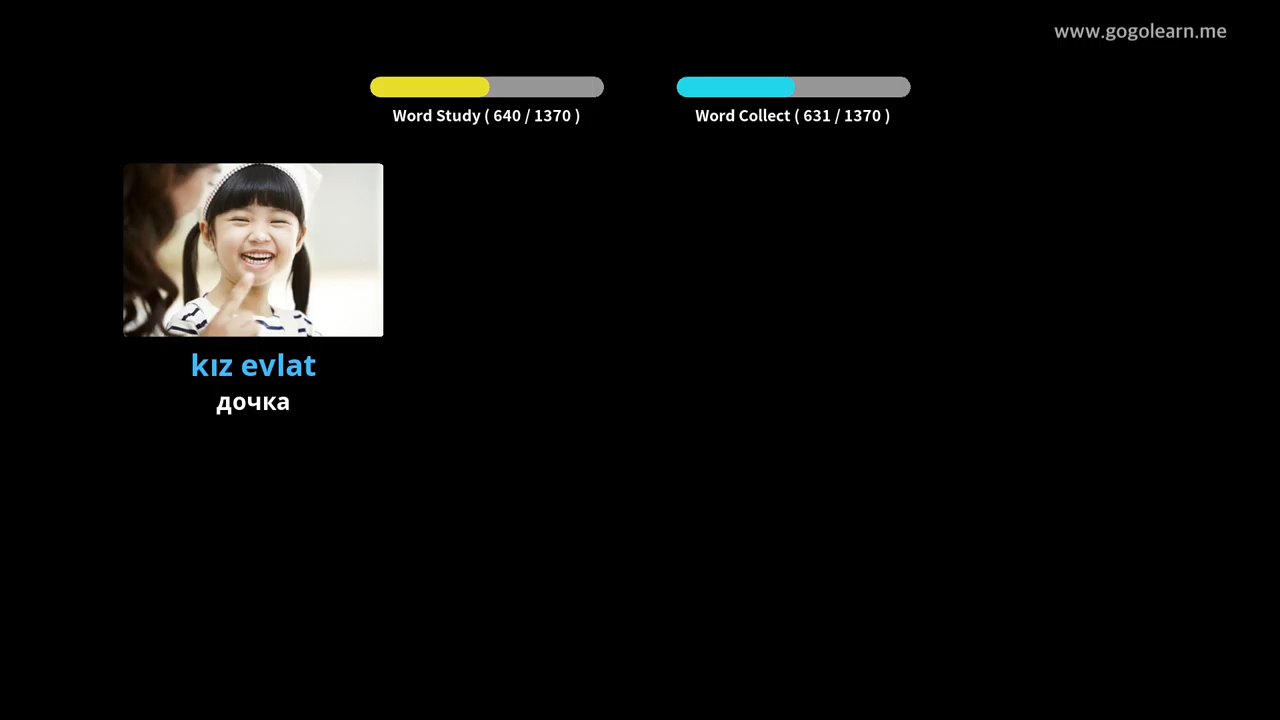 www.gogolearn.me
Word Study ( 640 / 1370 )
Word Collect ( 631 / 1370 )
kız evlat
дочка